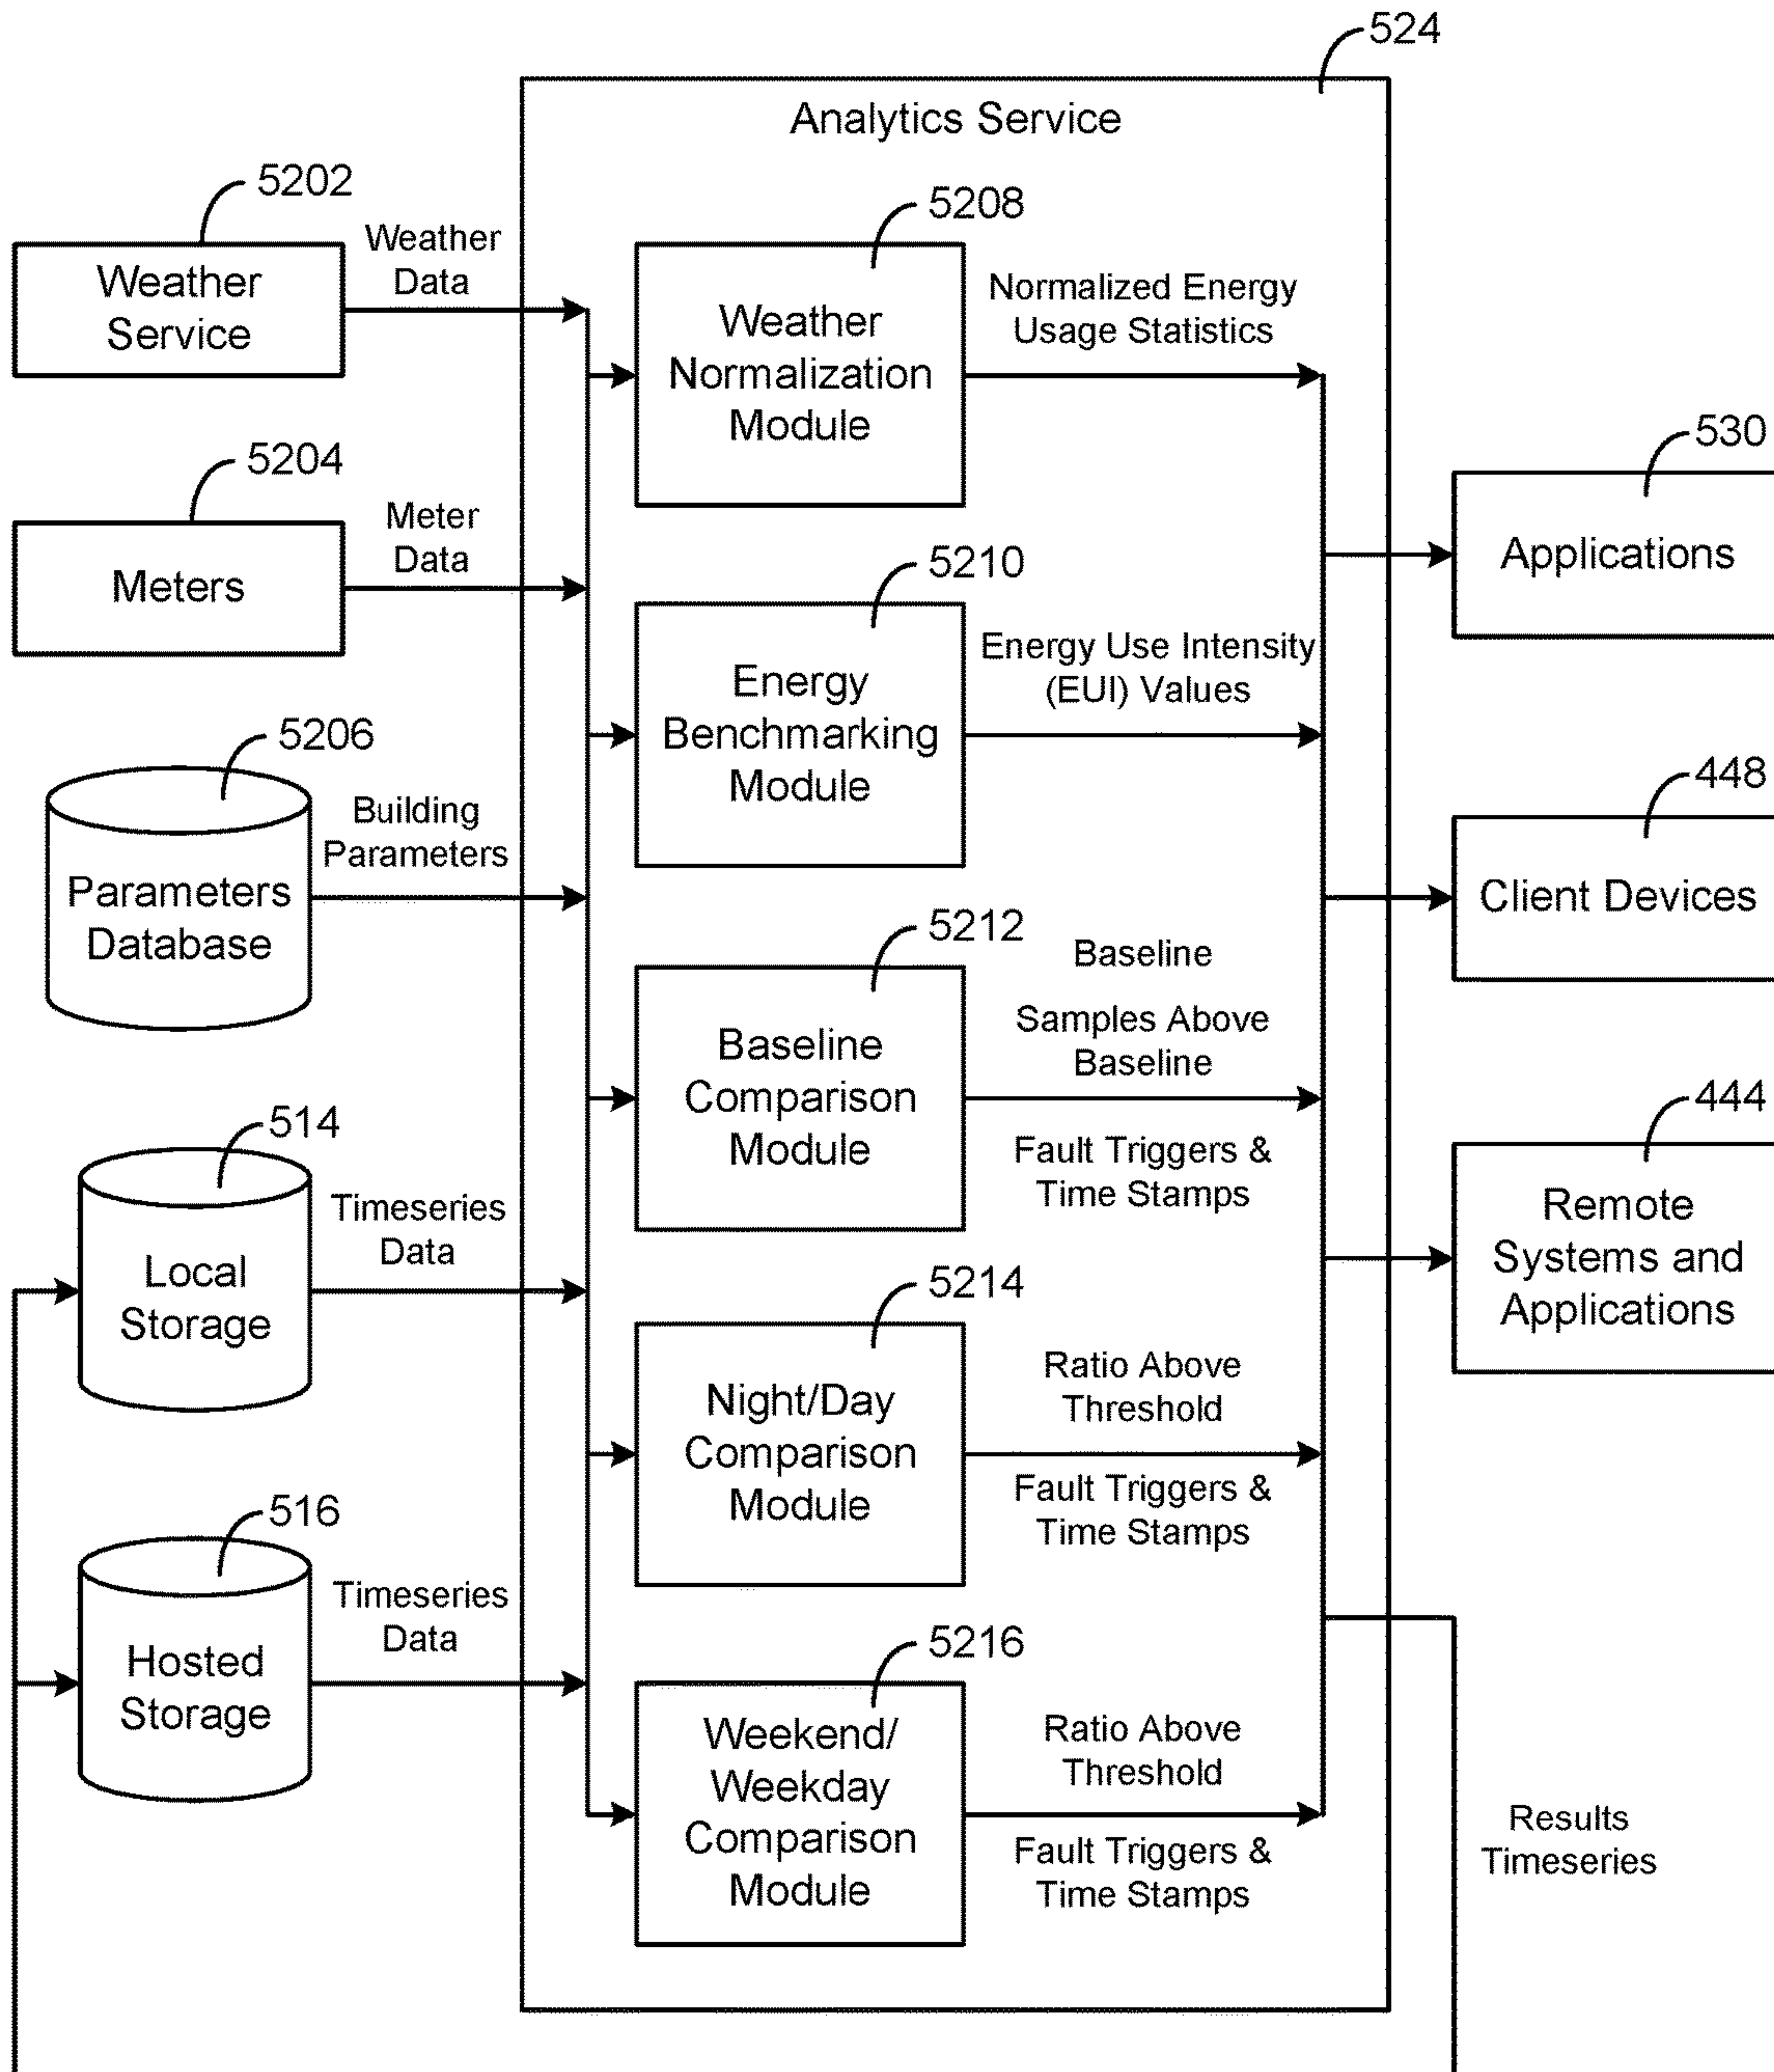 524
Analytics Service
5202
Weather
Service
Weather
Data
5204
Meters
Meter
Data
5206
Parameters
Database
Building
Parameters
514
Local
Storage
Timeseries
Data
516
Hosted
Storage
Timeseries
Data
5208
Weather
Normalization
Module
Normalized Energy
Usage Statistics
5210
Energy
Benchmarking
Module
Energy Use Intensity
(EUI) Values
5212
Baseline
Comparison
Module
Baseline
Samples Above
Baseline
Fault Triggers &
Time Stamps
5214
Night/Day
Comparison
Module
Ratio Above
Threshold
Fault Triggers &
Time Stamps
5216
Weekend/
Weekday
Comparison
Module
Ratio Above
Threshold
Fault Triggers &
Time Stamps
530
Applications
448
Client Devices
444
Remote
Systems and
Applications
Results
Timeseries